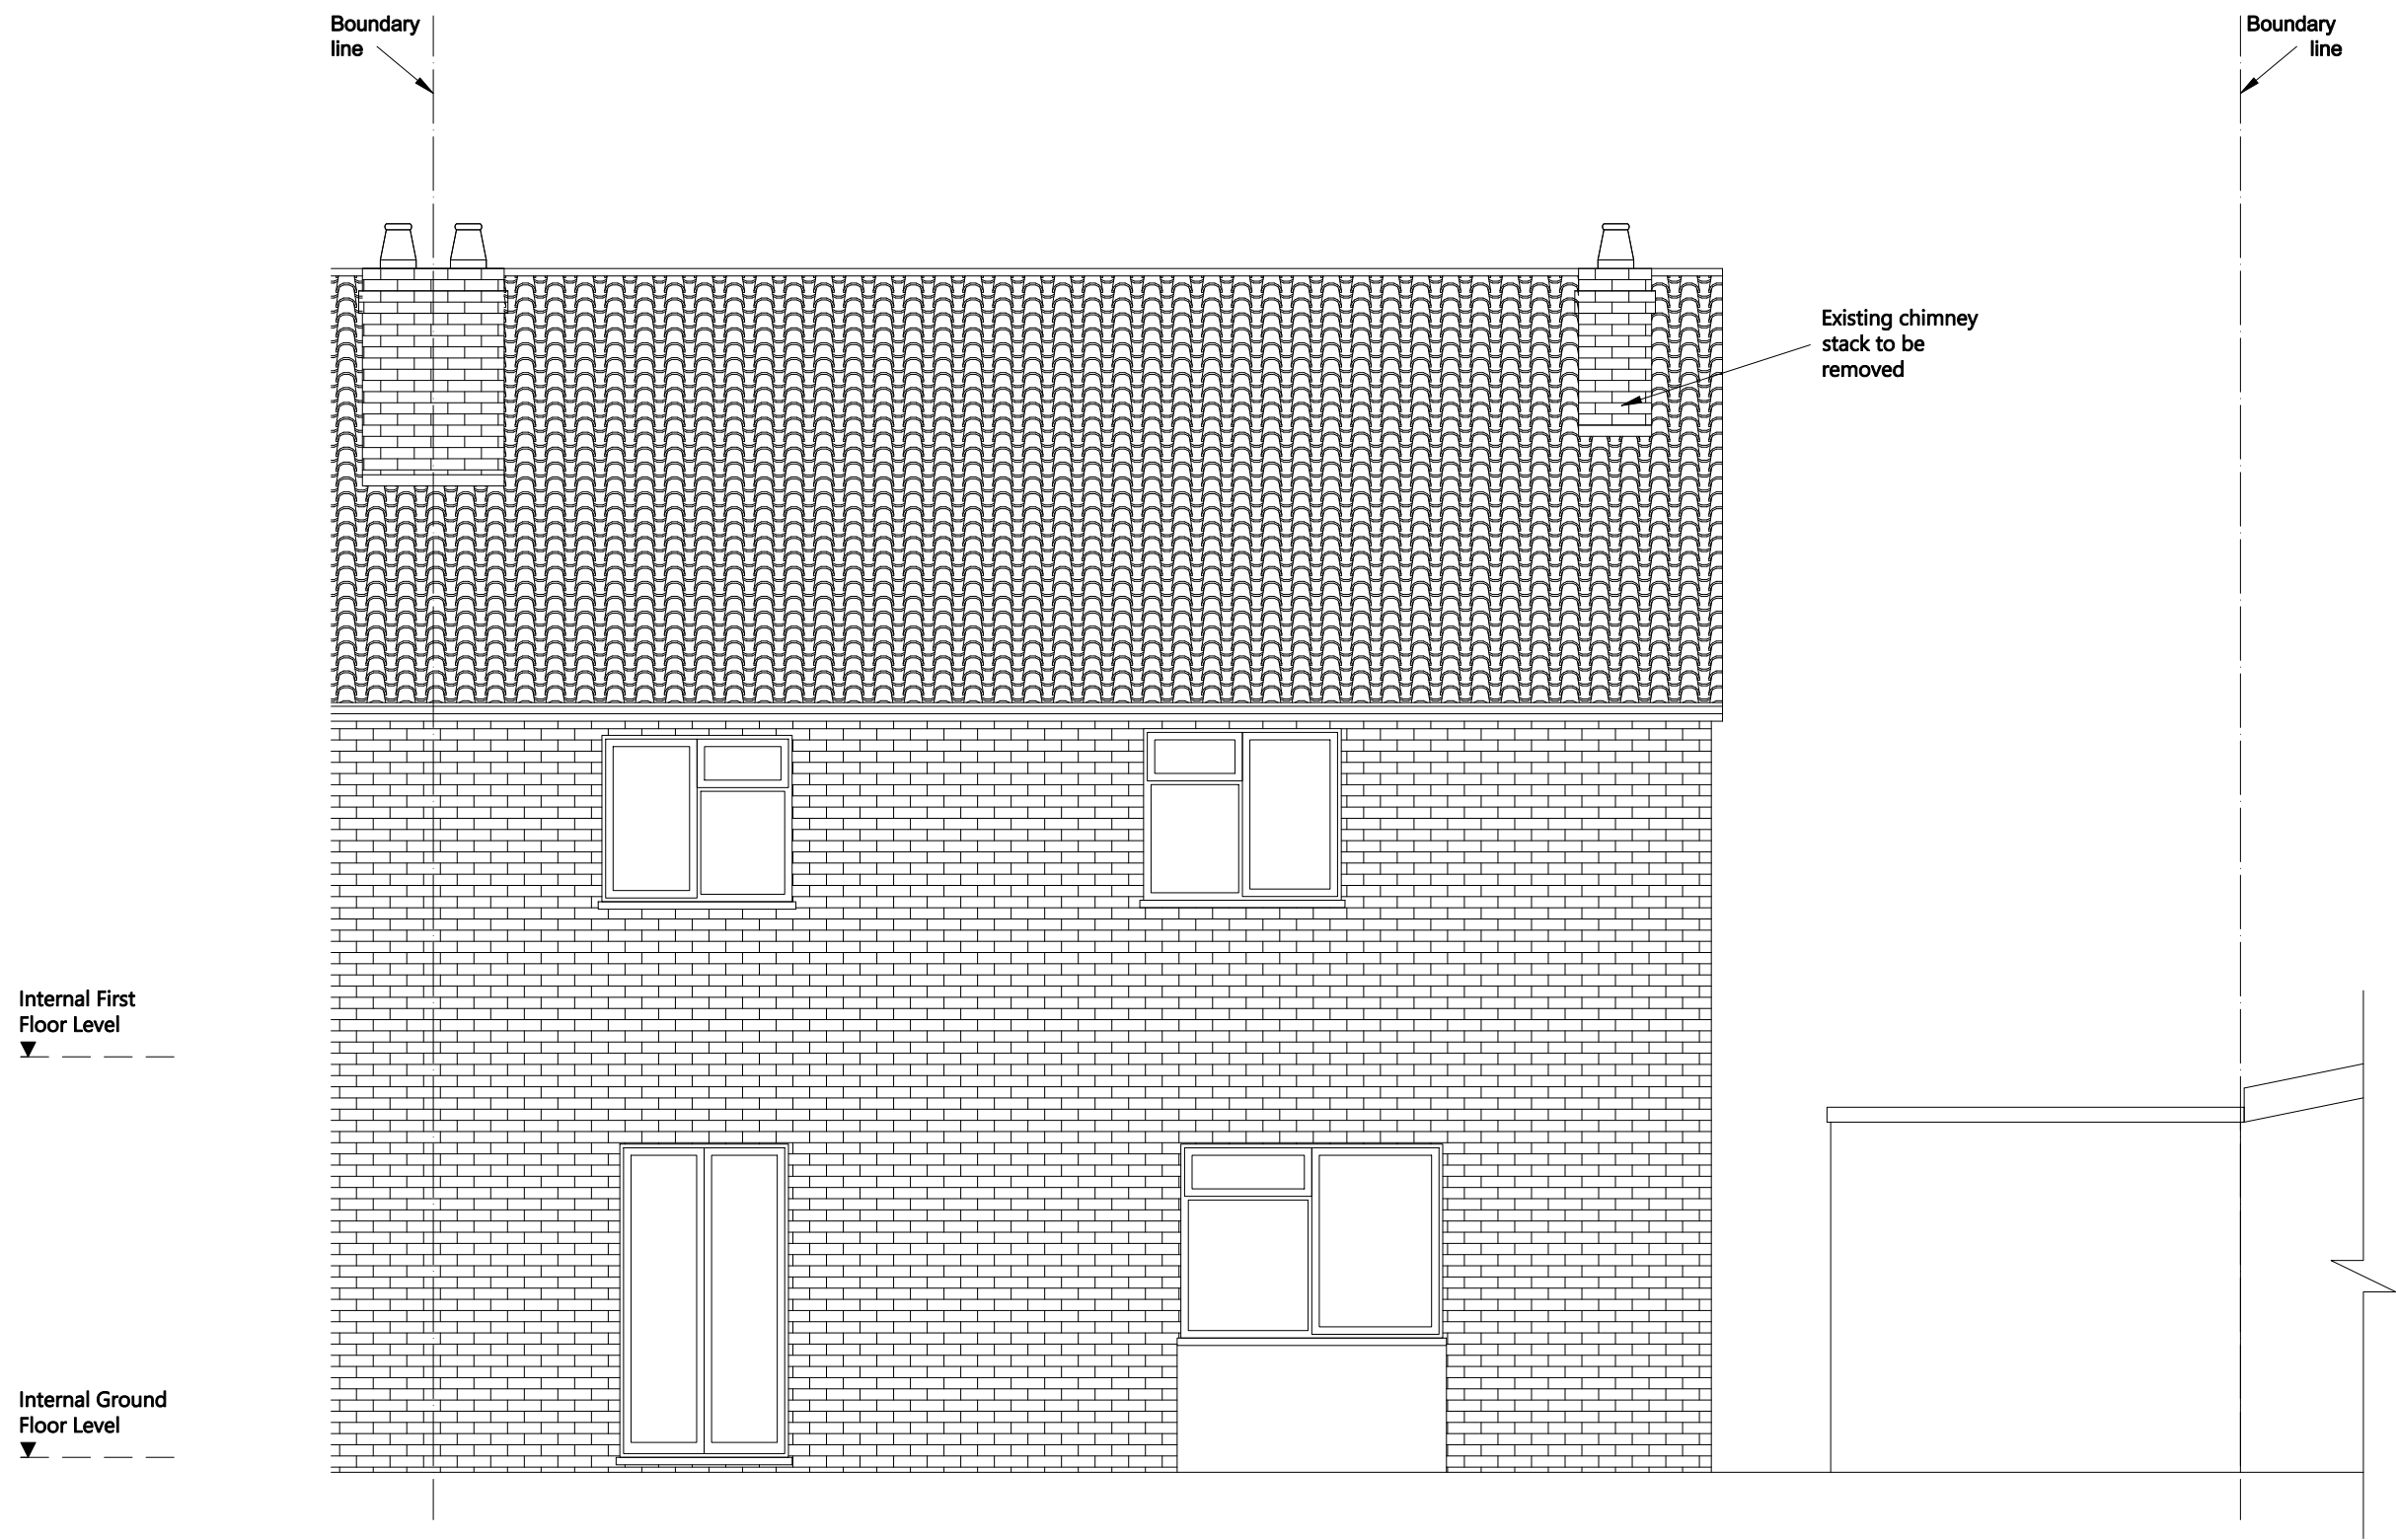 Boundary
line
Boundary
line
Existing chimney
stack to be
removed
Internal First
Floor Level
Internal Ground
Floor Level